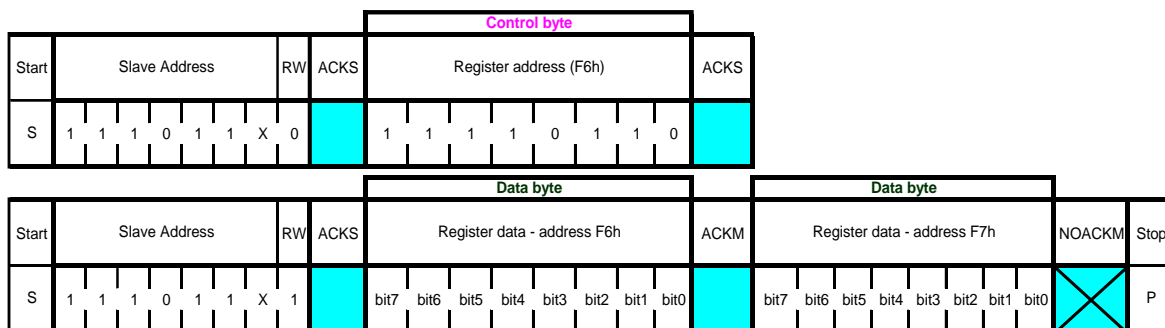 Control byte
Start Slave Address RW ACKS Register address (F6h) ACKS
S 1 1 1 0 1 1 X 0 1 1 1 1 0 1 1 0
Data byte Data byte
Start Slave Address RW ACKS Register data - address F6h ACKM Register data - address F7h NOACKM Stop
S 1 1 1 0 1 1 X 1 bit7 bit6 bit5 bit4 bit3 bit2 bit1 bit0 bit7 bit6 bit5 bit4 bit3 bit2 bit1 bit0 P